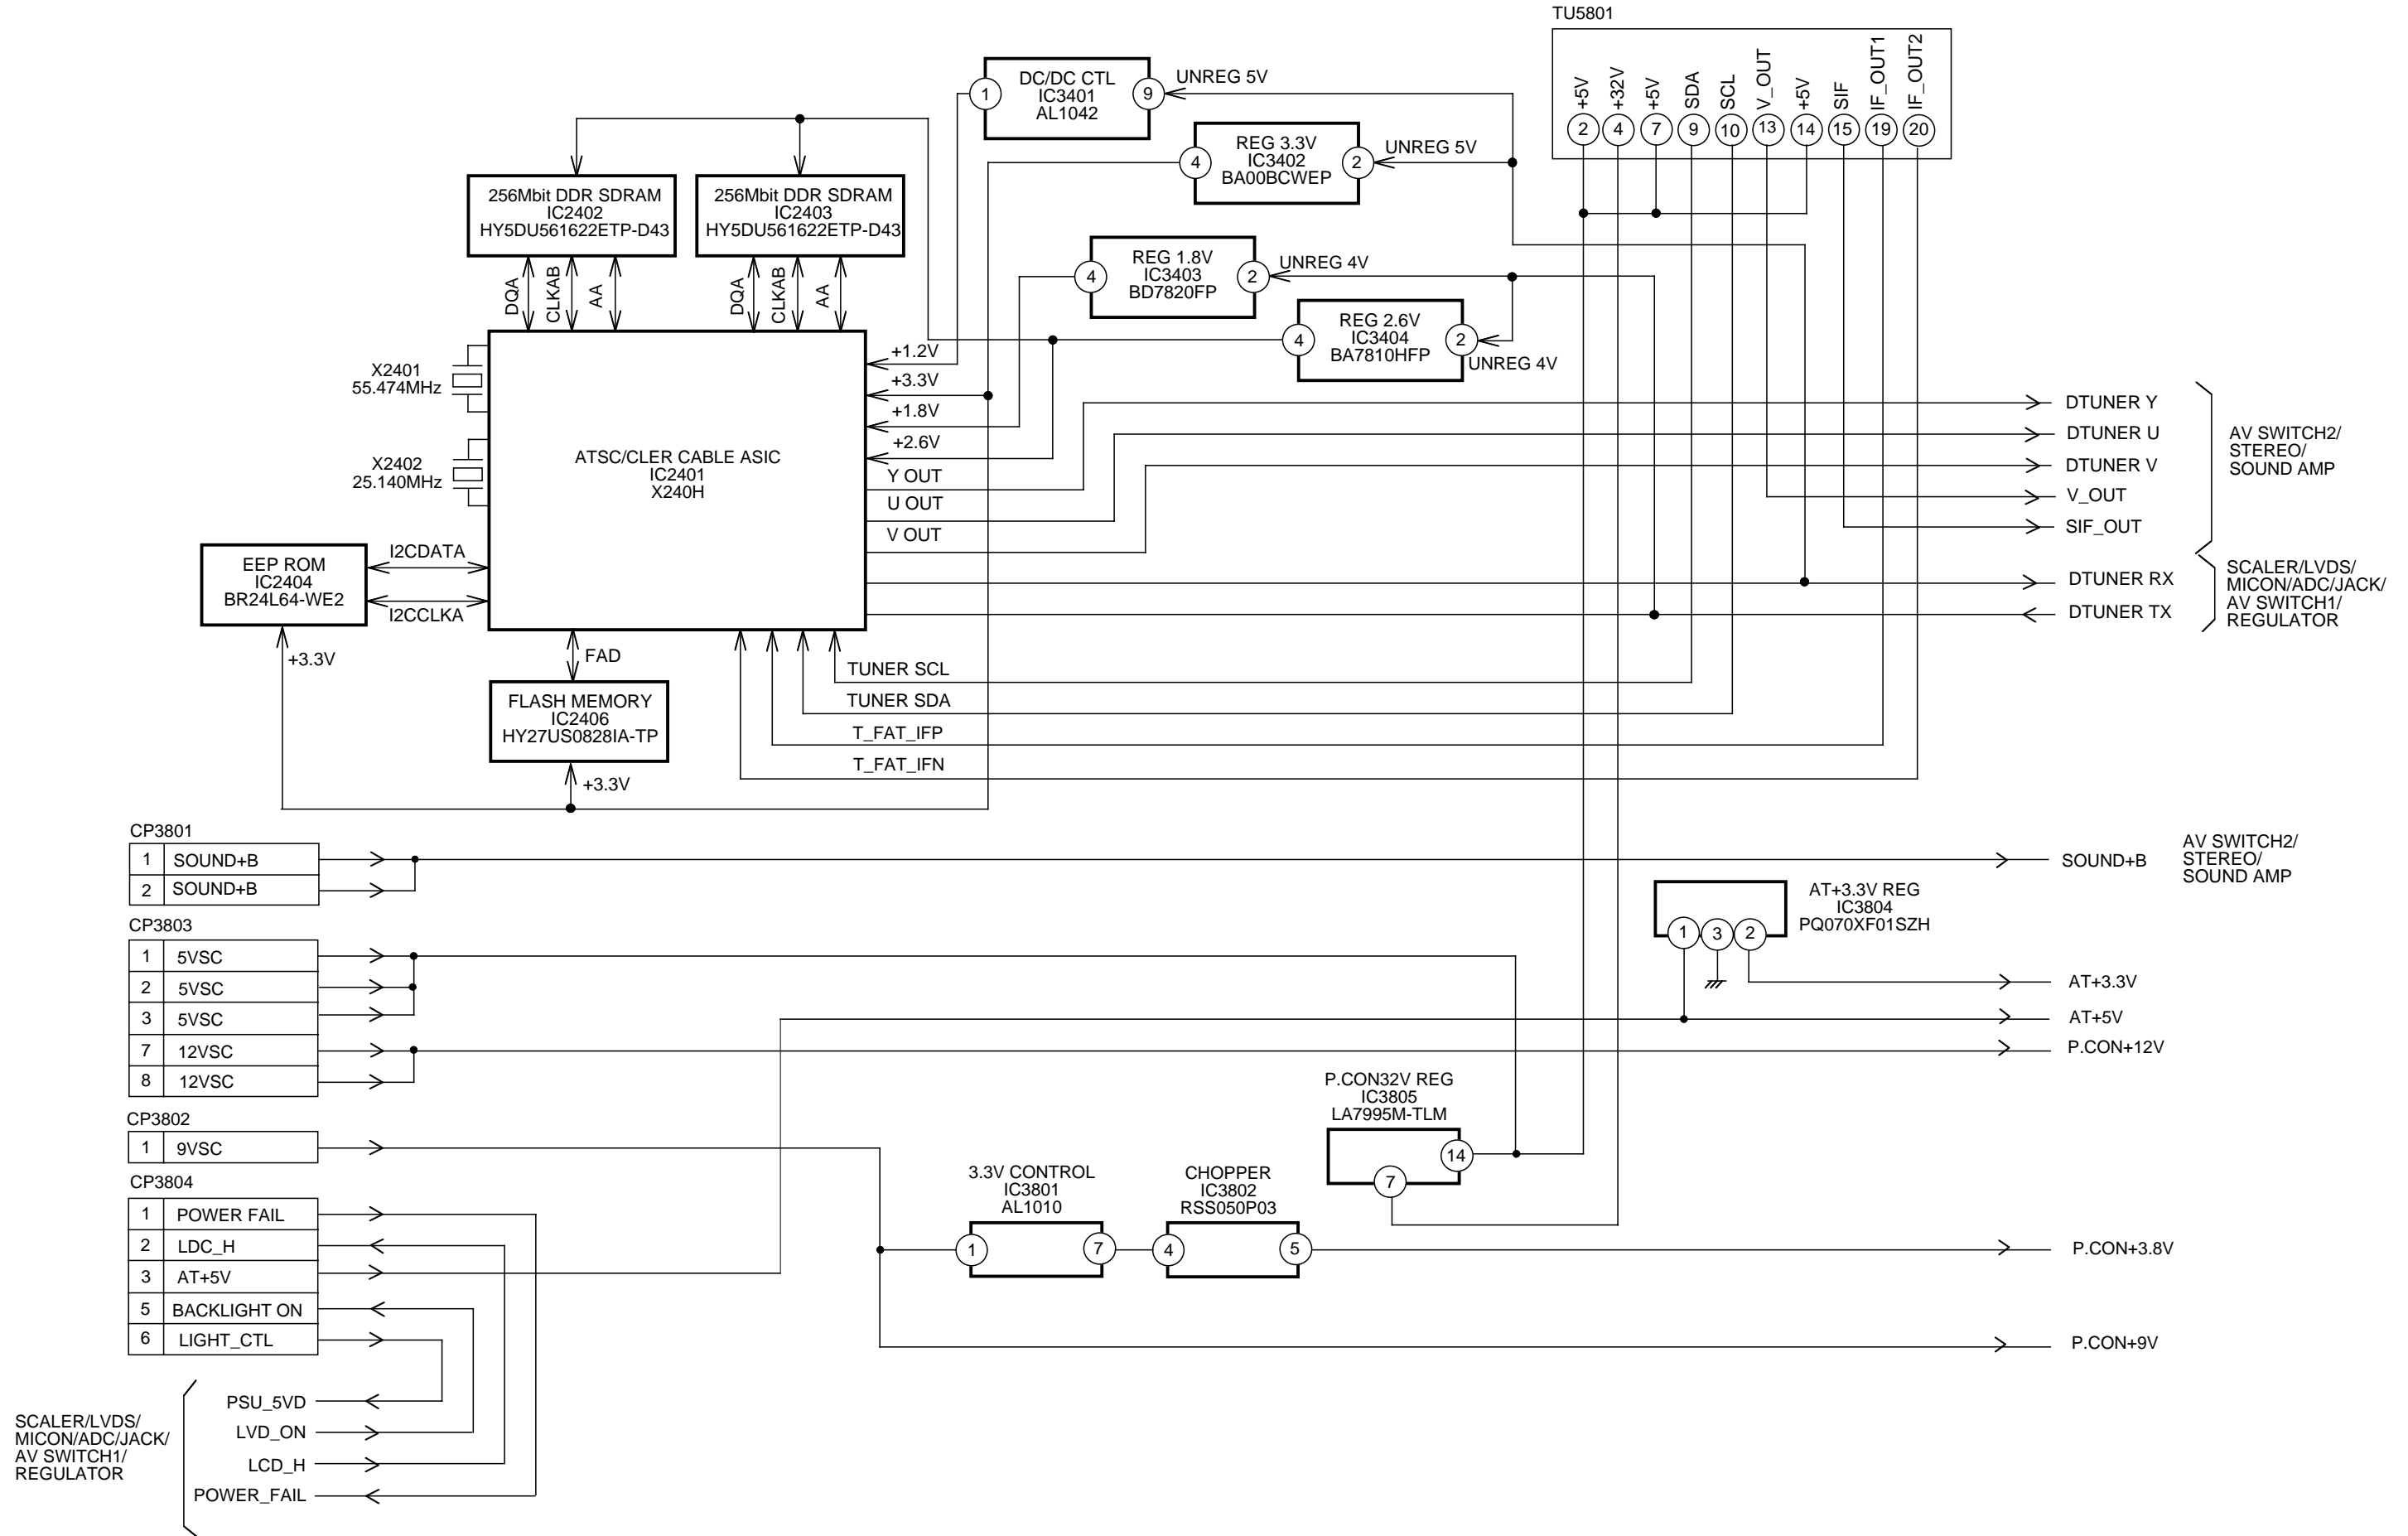 TU5801
+5V
+32V
+5V
SDA
SCL
V_OUT
+5V
SIF
IF_OUT1
IF_OUT2
2
4
7
9
10
13
14
15
19
20
DC/DC CTL
IC3401
AL1042
1
9
UNREG 5V
REG 3.3V
IC3402
BA00BCWEP
4
2
UNREG 5V
256Mbit DDR SDRAM
IC2402
HY5DU561622ETP-D43
256Mbit DDR SDRAM
IC2403
HY5DU561622ETP-D43
REG 1.8V
IC3403
BD7820FP
4
2
UNREG 4V
REG 2.6V
IC3404
BA7810HFP
4
2
UNREG 4V
DQA
CLKAB
AA
DQA
CLKAB
AA
X2401
55.474MHz
X2402
25.140MHz
ATSC/CLER CABLE ASIC
IC2401
X240H
+1.2V
+3.3V
+1.8V
+2.6V
Y OUT
U OUT
V OUT
DTUNER Y
DTUNER U
DTUNER V
V_OUT
SIF_OUT
AV SWITCH2/
STEREO/
SOUND AMP
DTUNER RX
DTUNER TX
SCALER/LVDS/
MICON/ADC/JACK/
AV SWITCH1/
REGULATOR
EEP ROM
IC2404
BR24L64-WE2
I2CDATA
I2CCLKA
+3.3V
FAD
FLASH MEMORY
IC2406
HY27US0828IA-TP
+3.3V
TUNER SCL
TUNER SDA
T_FAT_IFP
T_FAT_IFN
CP3801
1 SOUND+B
2 SOUND+B
SOUND+B
AV SWITCH2/
STEREO/
SOUND AMP
AT+3.3V REG
IC3804
PQ070XF01SZH
1
3
2
CP3803
1 5VSC
2 5VSC
3 5VSC
7 12VSC
8 12VSC
AT+3.3V
AT+5V
P.CON+12V
P.CON32V REG
IC3805
LA7995M-TLM
14
7
CP3802
1 9VSC
CP3804
1 POWER FAIL
2 LDC_H
3 AT+5V
5 BACKLIGHT ON
6 LIGHT_CTL
3.3V CONTROL
IC3801
AL1010
1
7
CHOPPER
IC3802
RSS050P03
4
5
P.CON+3.8V
P.CON+9V
SCALER/LVDS/
MICON/ADC/JACK/
AV SWITCH1/
REGULATOR
PSU_5VD
LVD_ON
LCD_H
POWER_FAIL